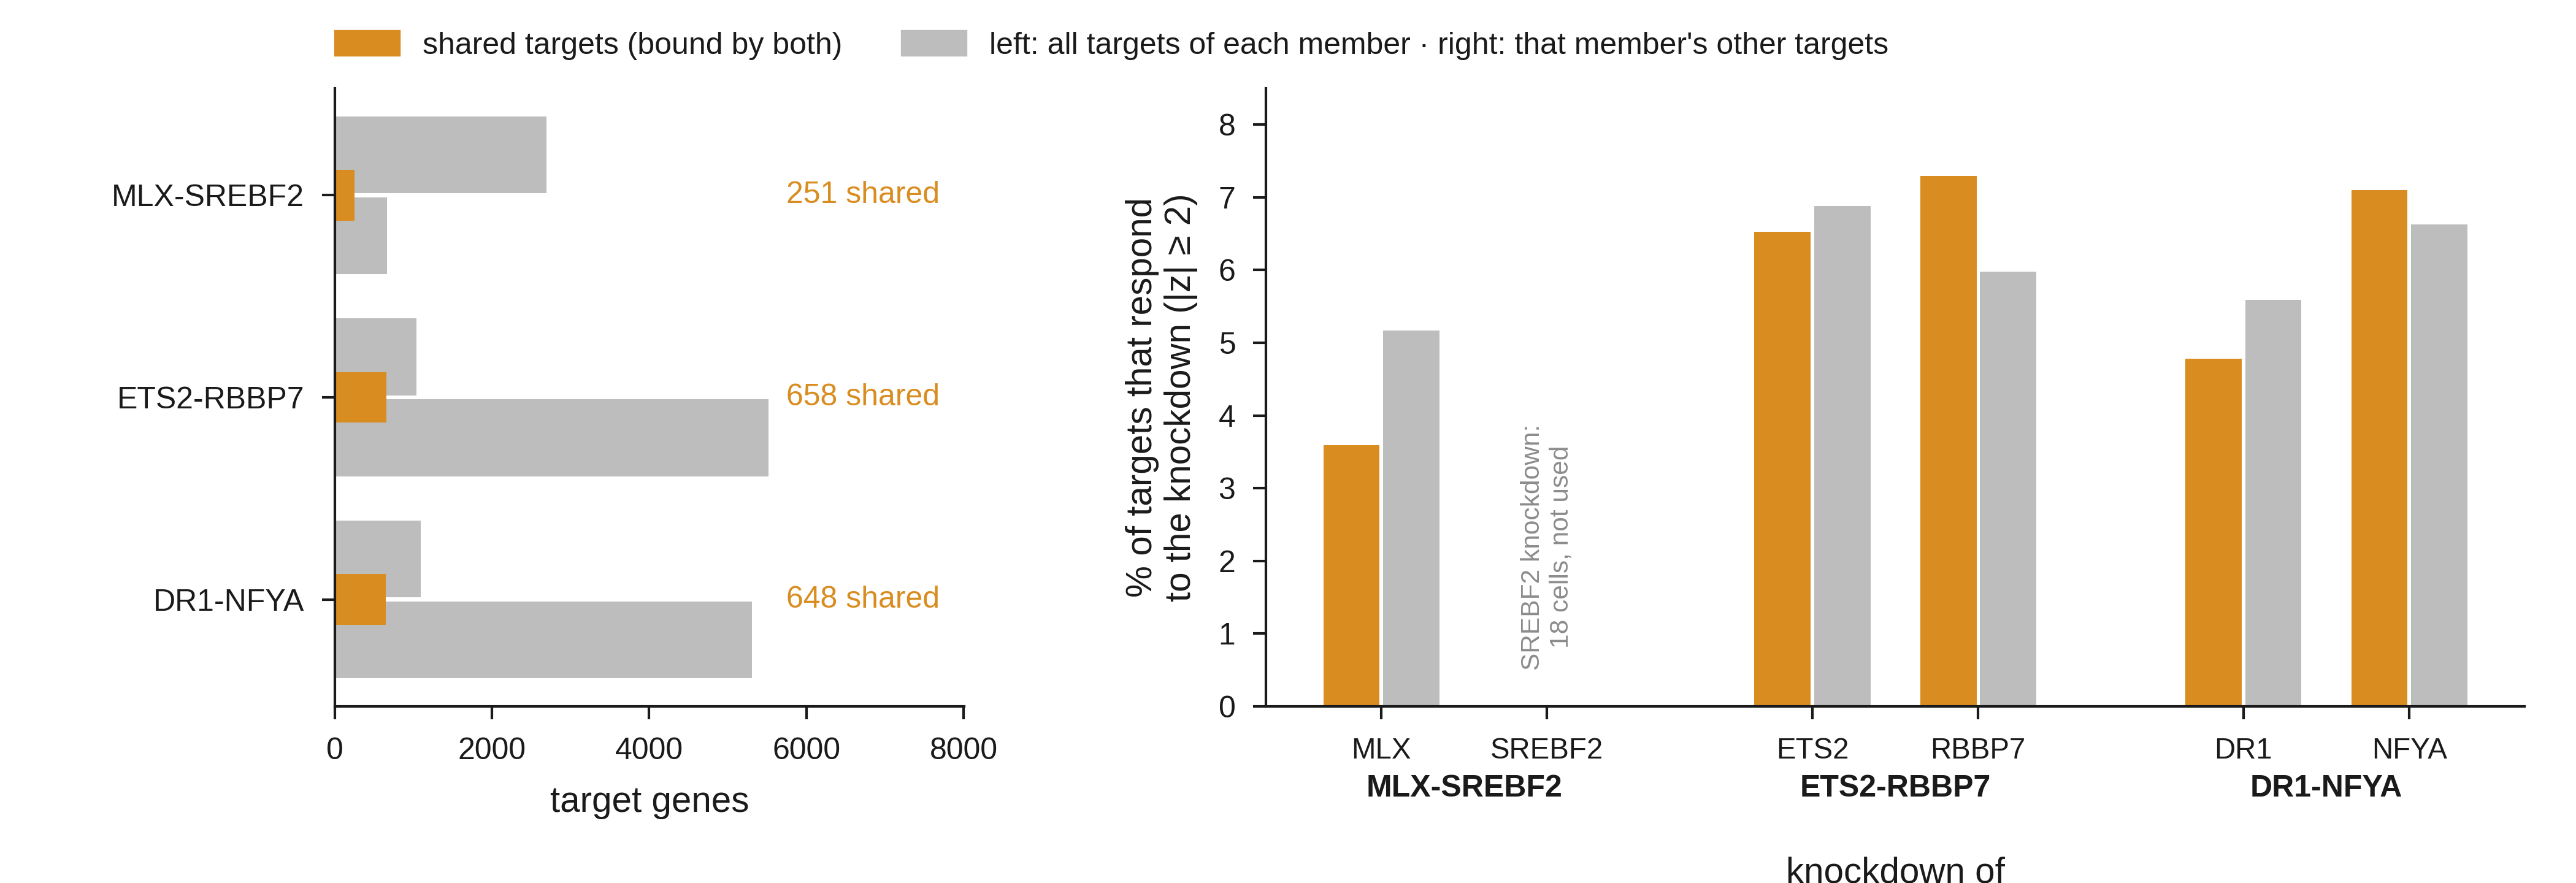 shared targets (bound by both)
left: all targets of each member · right: that member's other targets
MLX-SREBF2
ETS2-RBBP7
DR1-NFYA
251 shared
658 shared
648 shared
0 2000 4000 6000 8000
target genes
% of targets that respond
to the knockdown (|z| ≥ 2)
8
7
6
5
4
3
2
1
0
SREBF2 knockdown:
18 cells, not used
MLX SREBF2 ETS2 RBBP7 DR1 NFYA
MLX-SREBF2 ETS2-RBBP7 DR1-NFYA
knockdown of